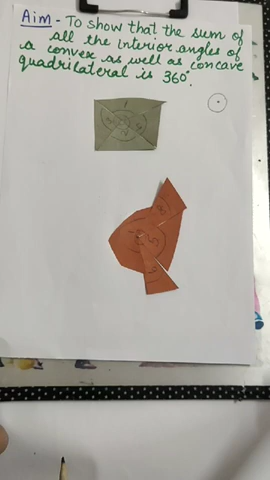 Aim - To show that the sum of
all the interior angles of
a convex as well as concave
quadrilateral is 360°.
1